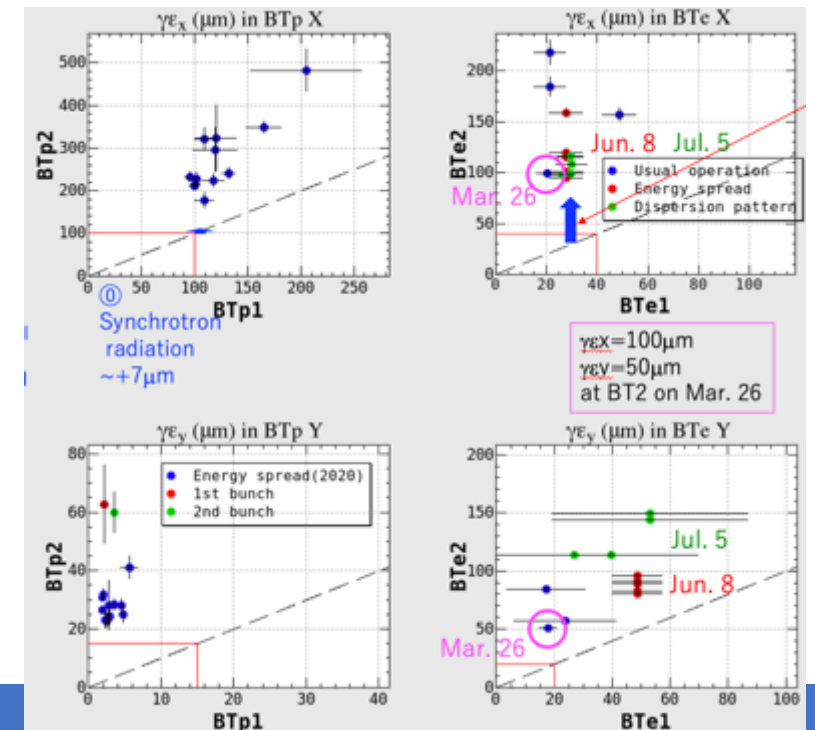 γεx (μm) in BTp X
500
400
300
200
100
0
BTp2
0 50 100 150 200 250
BTp1
⓪
Synchrotron
radiation
~+7μm
γεx (μm) in BTe X
200
150
100
50
0
BTe2
Jun. 8 Jul. 5
Usual operation
Energy spread
Dispersion pattern
Mar. 26
0 20 40 60 80 100
BTe1
γεx=100μm
γεy=50μm
at BT2 on Mar. 26
γεy (μm) in BTp Y
80
60
40
20
0
BTp2
Energy spread(2020)
1st bunch
2nd bunch
0 10 20 30 40
BTp1
γεy (μm) in BTe Y
200
150
100
50
0
BTe2
Jul. 5
Jun. 8
Mar. 26
0 20 40 60 80 100
BTe1